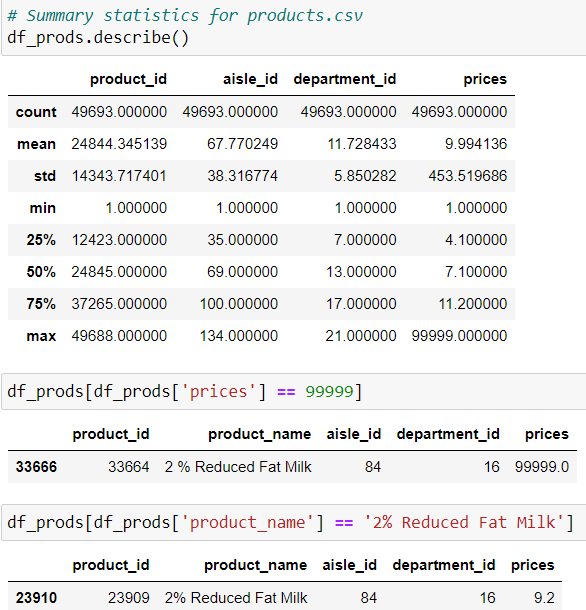 # Summary statistics for products.csv
df_prods.describe()
product_id aisle_id department_id prices
count 49693.000000 49693.000000 49693.000000 49693.000000
mean 24844.345139 67.770249 11.728433 9.994136
std 14343.717401 38.316774 5.850282 453.519686
min 1.000000 1.000000 1.000000 1.000000
25% 12423.000000 35.000000 7.000000 4.100000
50% 24845.000000 69.000000 13.000000 7.100000
75% 37265.000000 100.000000 17.000000 11.200000
max 49688.000000 134.000000 21.000000 99999.000000
df_prods[df_prods['prices'] == 99999]
product_id product_name aisle_id department_id prices
33666 33664 2 % Reduced Fat Milk 84 16 99999.0
df_prods[df_prods['product_name'] == '2% Reduced Fat Milk']
product_id product_name aisle_id department_id prices
23910 23909 2% Reduced Fat Milk 84 16 9.2